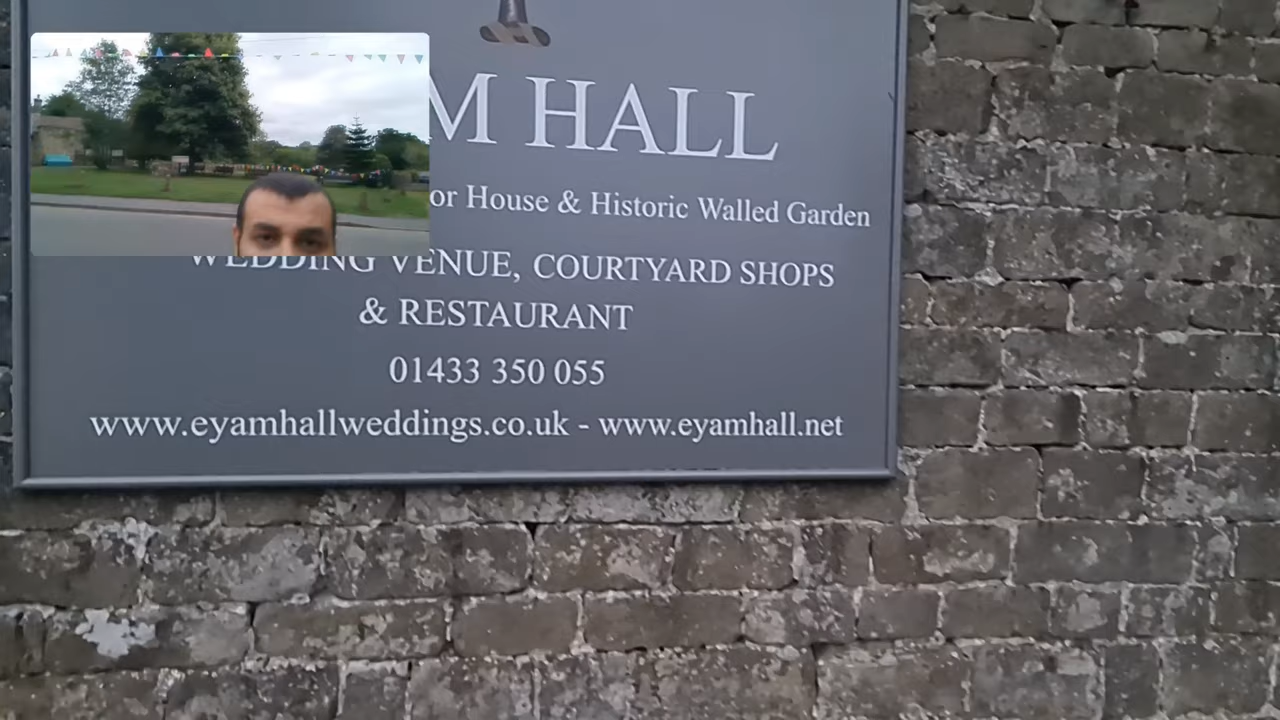 M HALL
or House & Historic Walled Garden
WEDDING VENUE, COURTYARD SHOPS
& RESTAURANT
01433 350 055
www.eyamhallweddings.co.uk - www.eyamhall.net